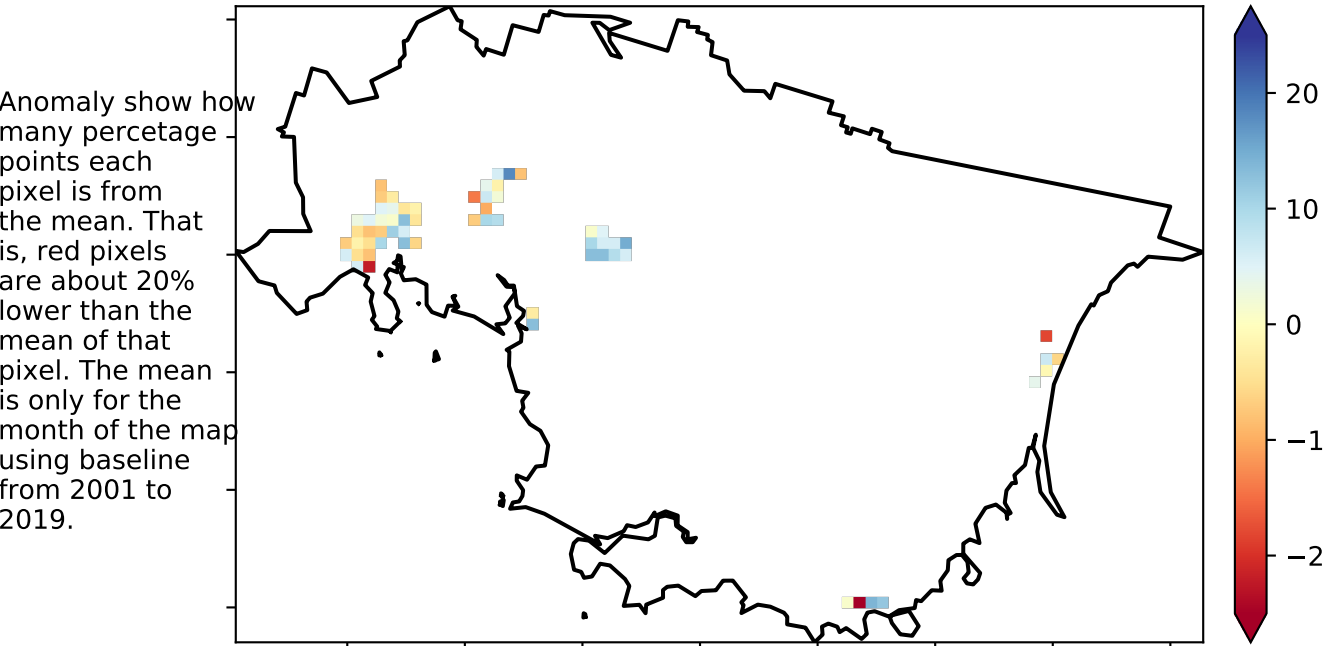 Anomaly show how
many percetage
points each
pixel is from
the mean. That
is, red pixels
are about 20%
lower than the
mean of that
pixel. The mean
is only for the
month of the map
using baseline
from 2001 to
2019.
20
10
0
−1
−2